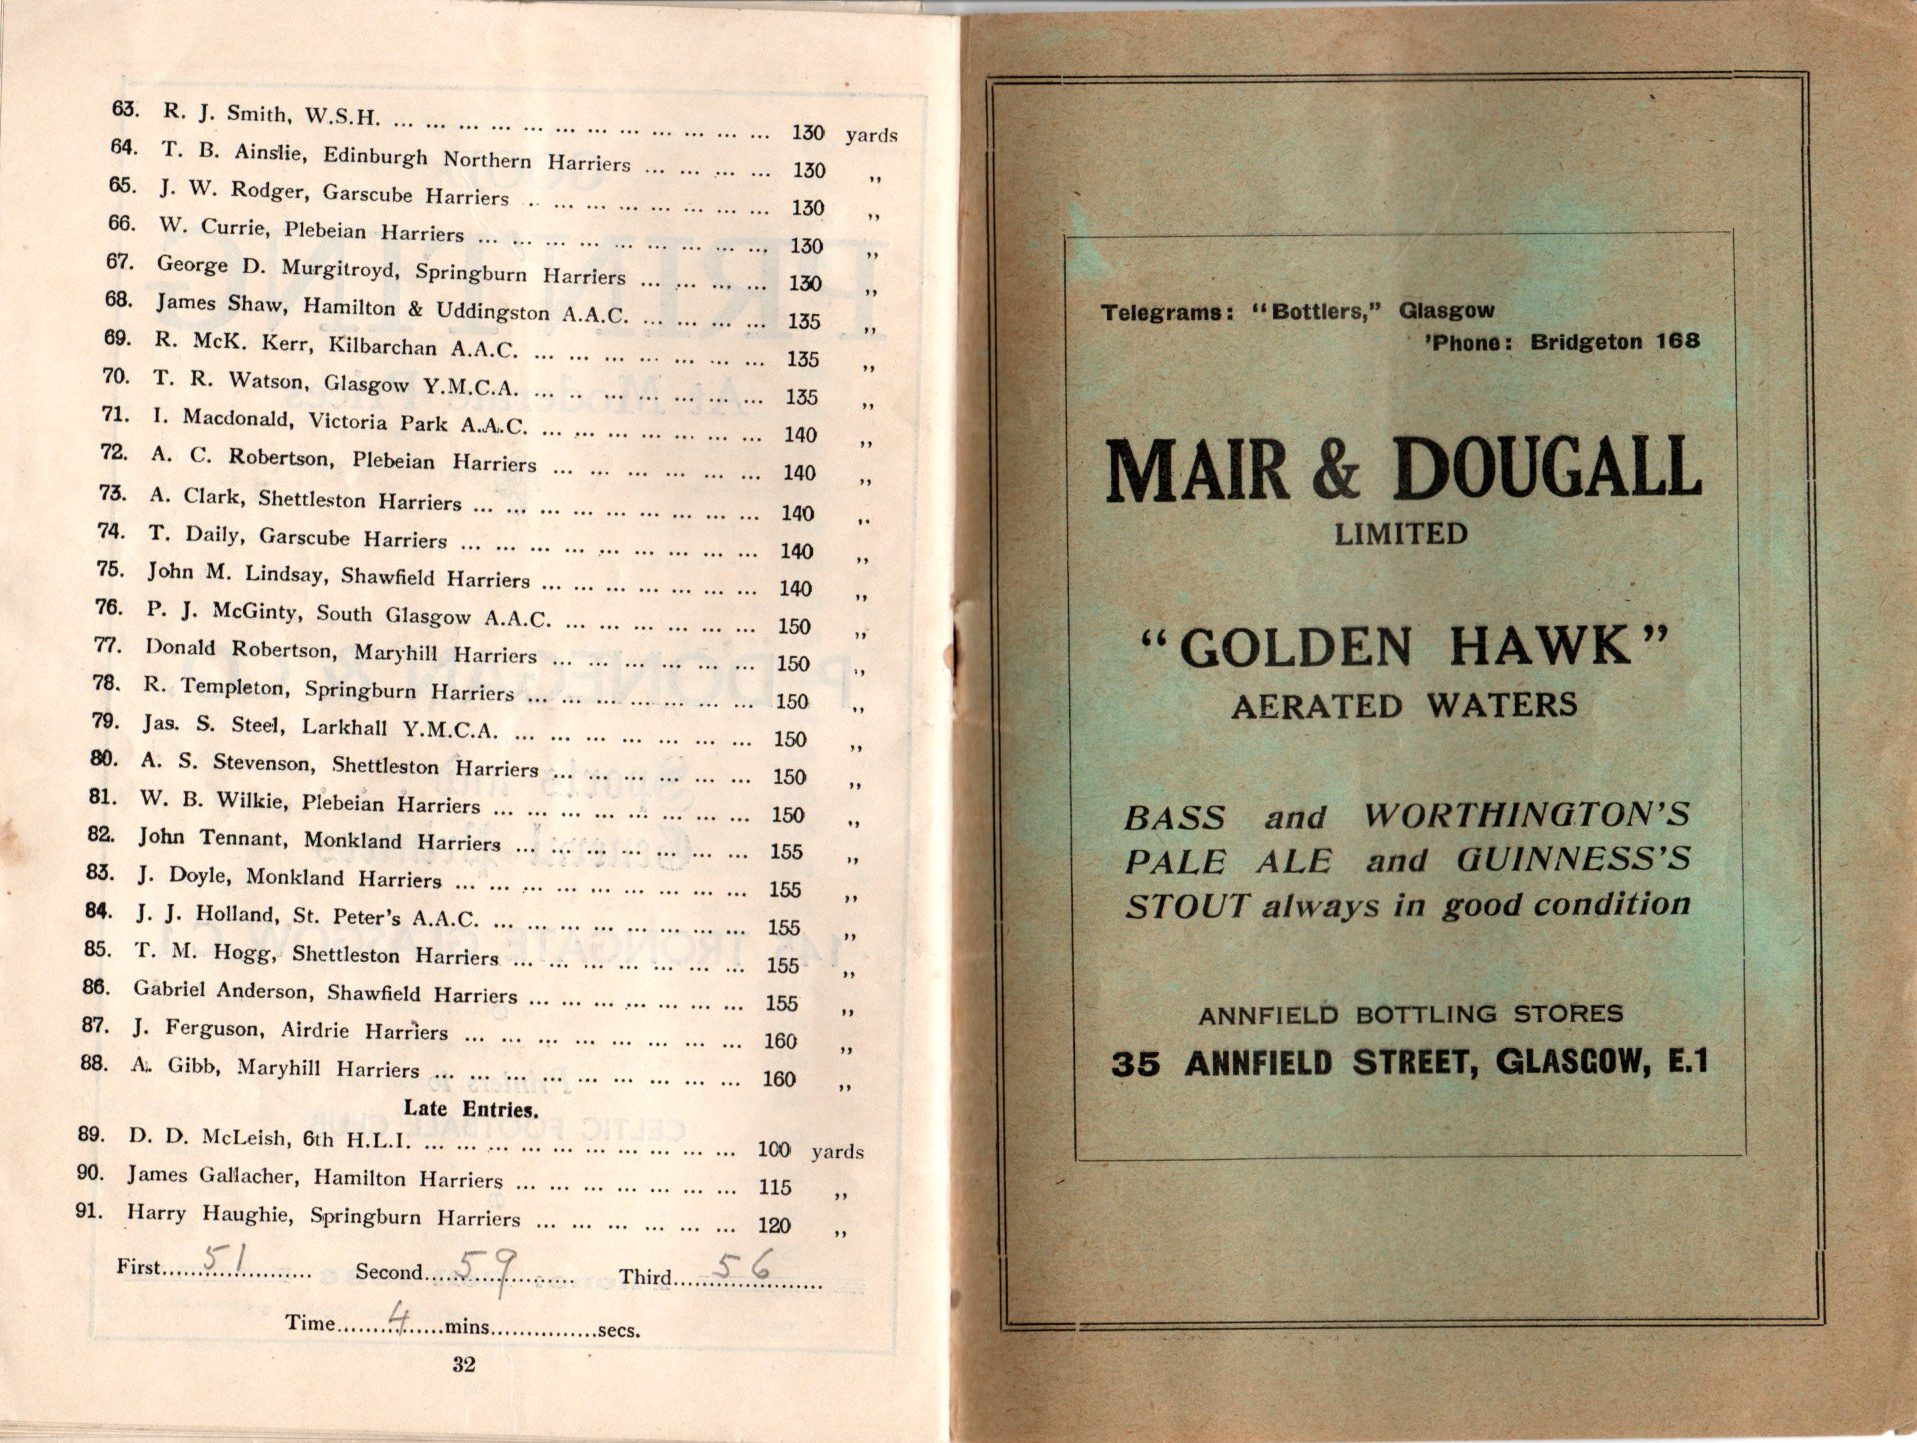 63. R. J. Smith, W.S.H. ... ... ... ... ... ... ... ... ... ... ... ... 130 yards
64. T. B. Ainslie, Edinburgh Northern Harriers ... ... ... ... 130 ,,
65. J. W. Rodger, Garscube Harriers .. ... ... ... ... ... ... ... 130 ,,
66. W. Currie, Plebeian Harriers ... ... ... ... ... ... ... ... ... 130 ,,
67. George D. Murgitroyd, Springburn Harriers ... ... ... ... 130 ,,
68. James Shaw, Hamilton & Uddingston A.A.C. ... ... ... ... 135 ,,
69. R. McK. Kerr, Kilbarchan A.A.C. ... ... ... ... ... ... ... 135 ,,
70. T. R. Watson, Glasgow Y.M.C.A. ... .. ... ... ... ... ... 135 ,,
71. I. Macdonald, Victoria Park A.A.C. ... ... ... ... ... ... ... 140 ,,
72. A. C. Robertson, Plebeian Harriers ... ... ... ... ... ... 140 ,,
73. A. Clark, Shettleston Harriers ... ... ... ... ... ... ... ... ... 140 ,,
74. T. Daily, Garscube Harriers ... ... ... ... ... ... ... ... ... 140 ,,
75. John M. Lindsay, Shawfield Harriers ... ... ... ... ... ... ... 140 ,,
76. P. J. McGinty, South Glasgow A.A.C. ... ... ... ... ... ... 150 ,,
77. Donald Robertson, Maryhill Harriers ... ... ... ... ... ... 150 ,,
78. R. Templeton, Springburn Harriers ... ... ... ... ... ... ... 150 ,,
79. Jas. S. Steel, Larkhall Y.M.C.A. ... ... ... ... ... ... ... 150 ,,
80. A. S. Stevenson, Shettleston Harriers ... ... ... ... ... ... 150 ,,
81. W. B. Wilkie, Plebeian Harriers ... ... ... ... ... ... ... ... 150 ,,
82. John Tennant, Monkland Harriers ... ... ... ... ... ... ... 155 ,,
83. J. Doyle, Monkland Harriers ... ... ... ... ... ... ... ... ... 155 ,,
84. J. J. Holland, St. Peter's A.A.C. ... ... ... ... ... ... ... ... 155 ,,
85. T. M. Hogg, Shettleston Harriers ... ... ... ... ... ... ... 155 ,,
86. Gabriel Anderson, Shawfield Harriers ... ... ... ... ... ... ... 155 ,,
87. J. Ferguson, Airdrie Harriers ... ... ... ... ... ... ... ... 160 ,,
88. A. Gibb, Maryhill Harriers ... ... ... ... ... ... ... ... ... 160 ,,
Late Entries.
89. D. D. McLeish, 6th H.L.I. ... ... ... ... ... ... ... ... ... ... 100 yards
90. James Gallacher, Hamilton Harriers ... ... ... ... ... ... ... 115 ,,
91. Harry Haughie, Springburn Harriers ... ... ... ... ... ... 120 ,,
First......51............ Second......59............ Third......56............
Time.........4......mins................secs.
32
Telegrams: "Bottlers," Glasgow
'Phone: Bridgeton 168
MAIR & DOUGALL
LIMITED
"GOLDEN HAWK"
AERATED WATERS
BASS and WORTHINGTON'S
PALE ALE and GUINNESS'S
STOUT always in good condition
ANNFIELD BOTTLING STORES
35 ANNFIELD STREET, GLASGOW, E.1